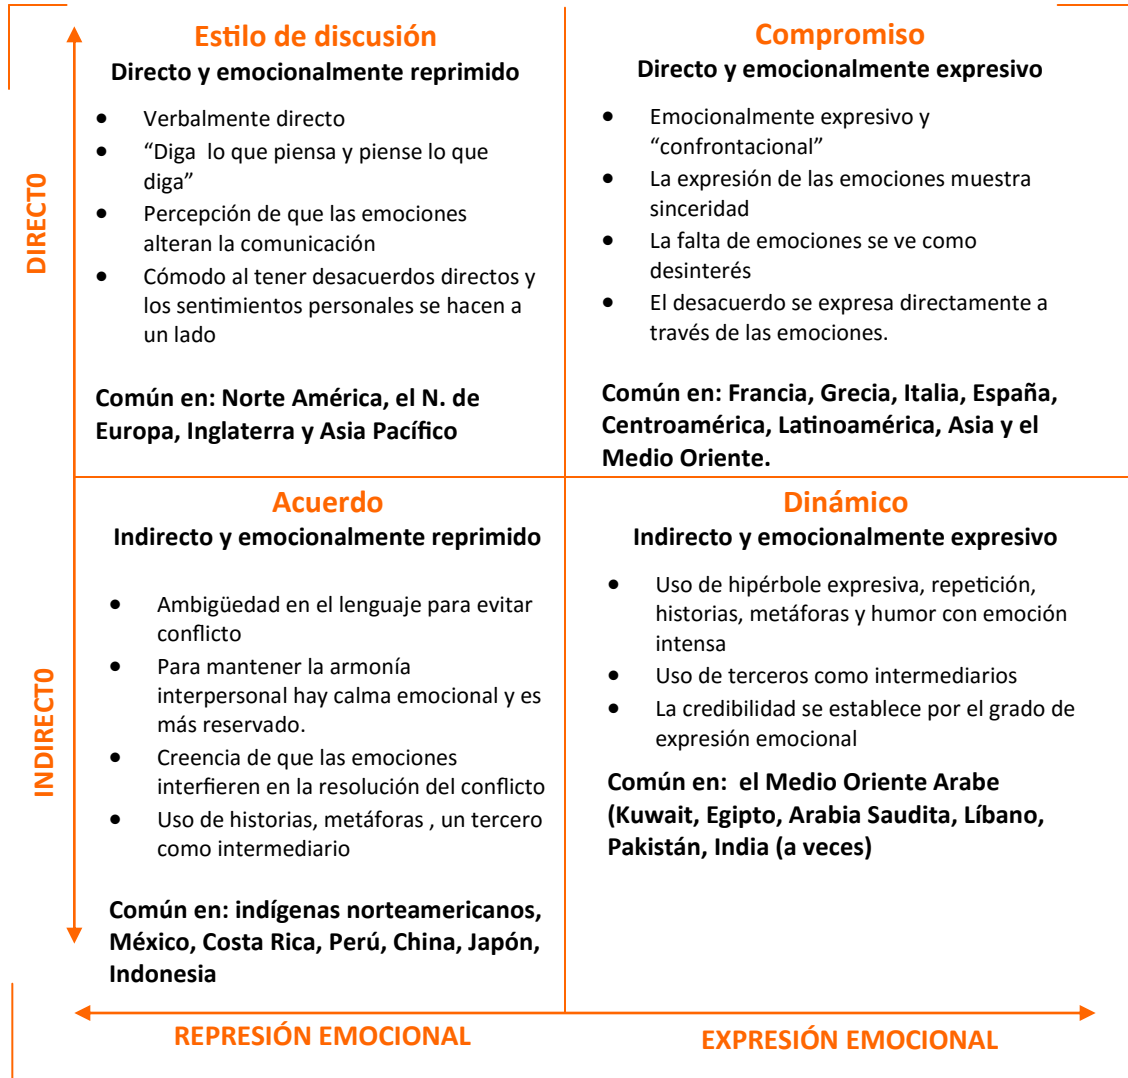 Estilo de discusión
Directo y emocionalmente reprimido
• Verbalmente directo
• “Diga lo que piensa y piense lo que
diga”
• Percepción de que las emociones
alteran la comunicación
• Cómodo al tener desacuerdos directos y
los sentimientos personales se hacen a
un lado
Común en: Norte América, el N. de
Europa, Inglaterra y Asia Pacífico
Compromiso
Directo y emocionalmente expresivo
• Emocionalmente expresivo y
“confrontacional”
• La expresión de las emociones muestra
sinceridad
• La falta de emociones se ve como
desinterés
• El desacuerdo se expresa directamente a
través de las emociones.
Común en: Francia, Grecia, Italia, España,
Centroamérica, Latinoamérica, Asia y el
Medio Oriente.
DIRECT0
Acuerdo
Indirecto y emocionalmente reprimido
• Ambigüedad en el lenguaje para evitar
conflicto
• Para mantener la armonía
interpersonal hay calma emocional y es
más reservado.
• Creencia de que las emociones
interfieren en la resolución del conflicto
• Uso de historias, metáforas , un tercero
como intermediario
Común en: indígenas norteamericanos,
México, Costa Rica, Perú, China, Japón,
Indonesia
Dinámico
Indirecto y emocionalmente expresivo
• Uso de hipérbole expresiva, repetición,
historias, metáforas y humor con emoción
intensa
• Uso de terceros como intermediarios
• La credibilidad se establece por el grado de
expresión emocional
Común en: el Medio Oriente Arabe
(Kuwait, Egipto, Arabia Saudita, Líbano,
Pakistán, India (a veces)
INDIRECT0
REPRESIÓN EMOCIONAL
EXPRESIÓN EMOCIONAL